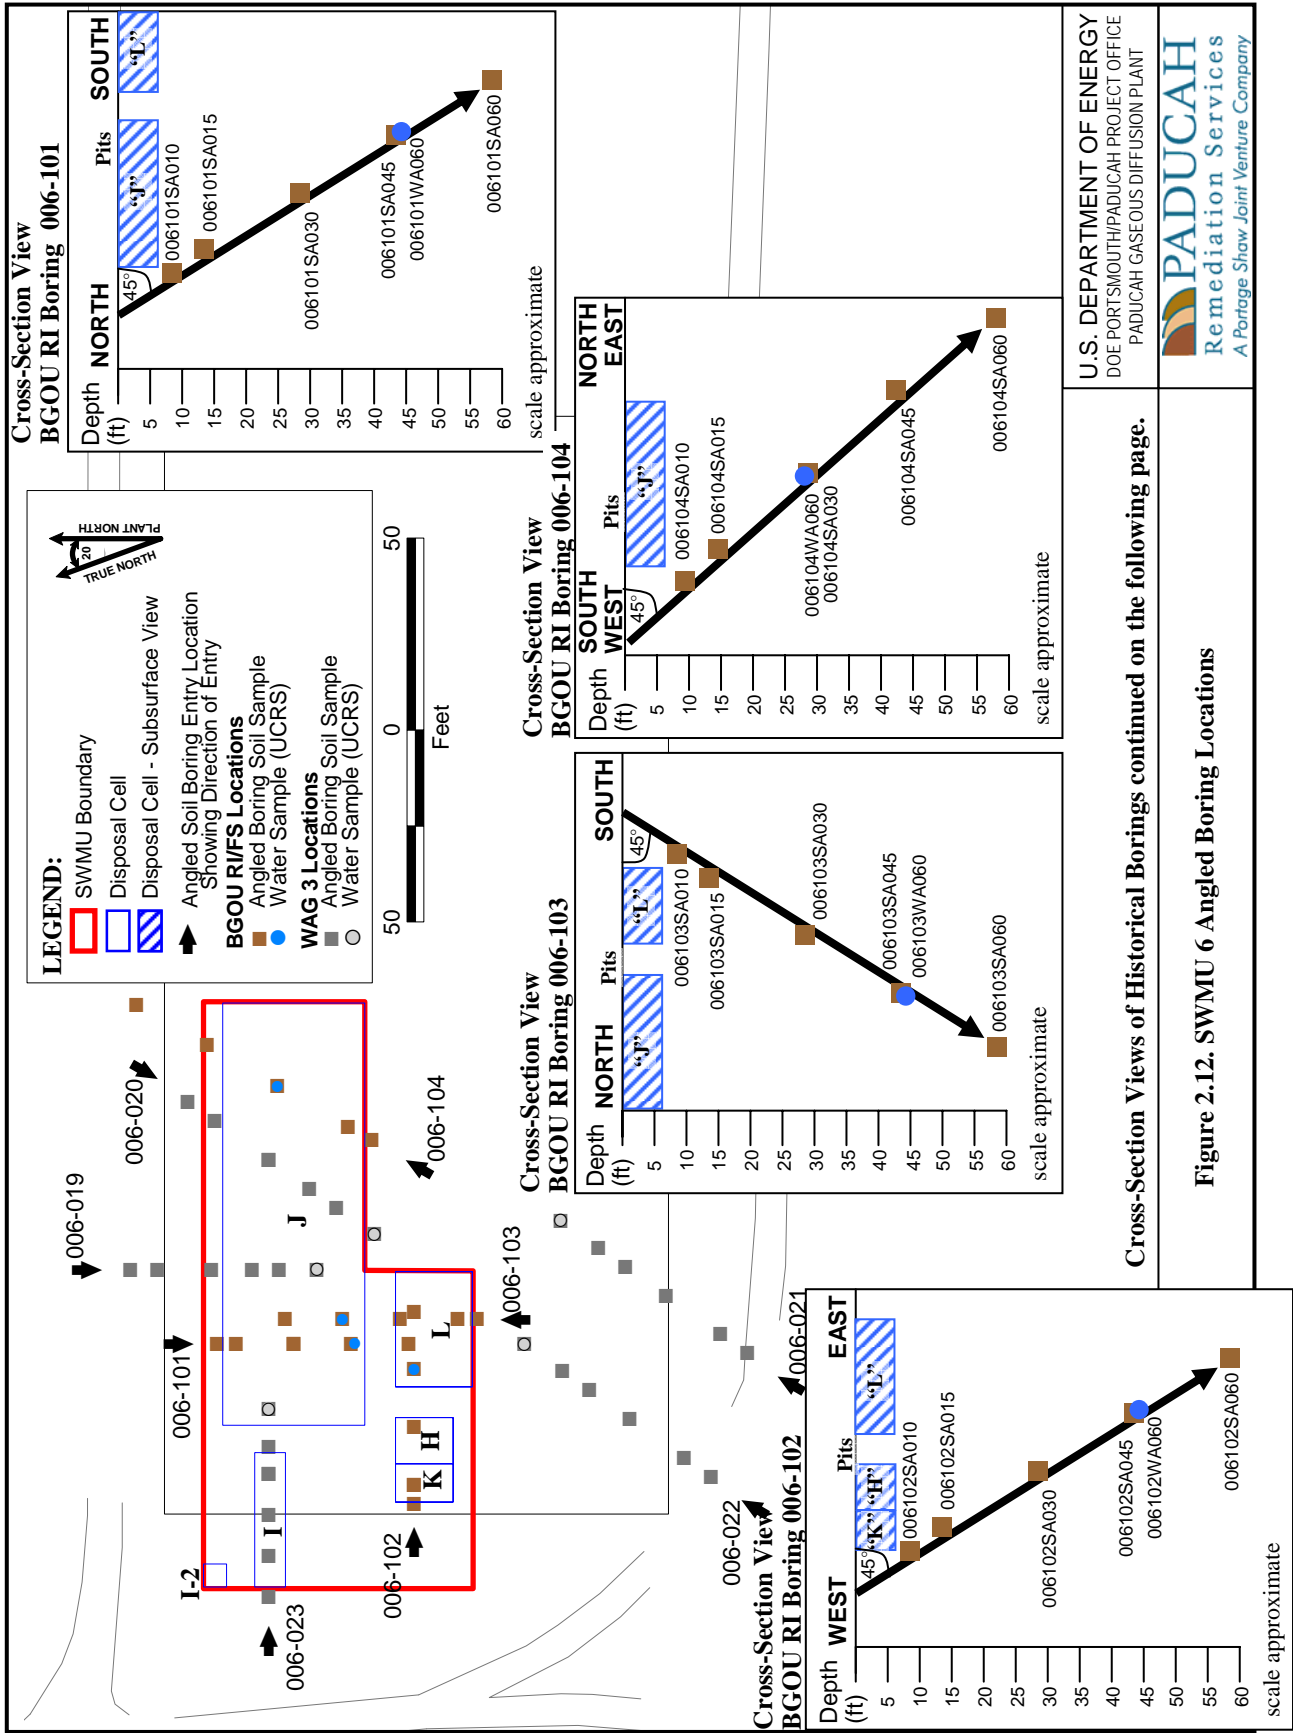 LEGEND:
SWMU Boundary
Disposal Cell
Disposal Cell - Subsurface View
Angled Soil Boring Entry Location
Showing Direction of Entry
BGOU RI/FS Locations
Angled Boring Soil Sample
Water Sample (UCRS)
WAG 3 Locations
Angled Boring Soil Sample
Water Sample (UCRS)
TRUE NORTH
20
PLANT NORTH
50
0
50
Feet
006-019
006-020
006-101
006-104
006-103
006-102
006-023
006-022
006-021
I-2
I
J
K
H
L
Cross-Section View
BGOU RI Boring 006-101
Depth
(ft)
NORTH
Pits
SOUTH
"J"
"L"
45°
5
10
15
20
25
30
35
40
45
50
55
60
006101SA010
006101SA015
006101SA030
006101SA045
006101WA060
006101SA060
scale approximate
Cross-Section View
BGOU RI Boring 006-102
Depth
(ft)
WEST
Pits
EAST
"K"
"H"
"L"
45°
5
10
15
20
25
30
35
40
45
50
55
60
006102SA010
006102SA015
006102SA030
006102SA045
006102WA060
006102SA060
scale approximate
Cross-Section View
BGOU RI Boring 006-103
Depth
(ft)
NORTH
Pits
SOUTH
"J"
"L"
45°
5
10
15
20
25
30
35
40
45
50
55
60
006103SA010
006103SA015
006103SA030
006103SA045
006103WA060
006103SA060
scale approximate
Cross-Section View
BGOU RI Boring 006-104
Depth
(ft)
SOUTH
WEST
Pits
NORTH
EAST
"J"
45°
5
10
15
20
25
30
35
40
45
50
55
60
006104SA010
006104SA015
006104WA060
006104SA030
006104SA045
006104SA060
scale approximate
Cross-Section Views of Historical Borings continued on the following page.
Figure 2.12. SWMU 6 Angled Boring Locations
U.S. DEPARTMENT OF ENERGY
DOE PORTSMOUTH/PADUCAH PROJECT OFFICE
PADUCAH GASEOUS DIFFUSION PLANT
PADUCAH
Remediation Services
A Portage Shaw Joint Venture Company